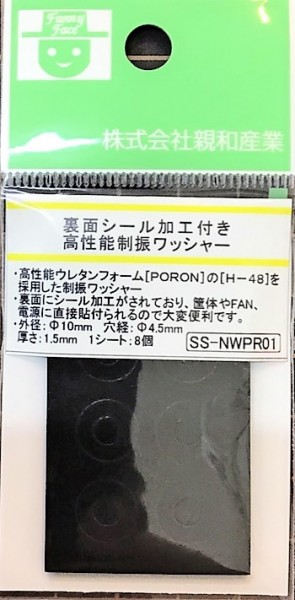 Funny
Face
株式会社親和産業
裏面シール加工付き
高性能制振ワッシャー
・高性能ウレタンフォーム[PORON]の[H-48]を
採用した制振ワッシャー
・裏面にシール加工がされており、筐体やFAN、
電源に直接貼付られるので大変便利です。
・外径：Φ10mm 穴経：Φ4.5mm
厚さ：1.5mm 1シート：8個
SS-NWPR01